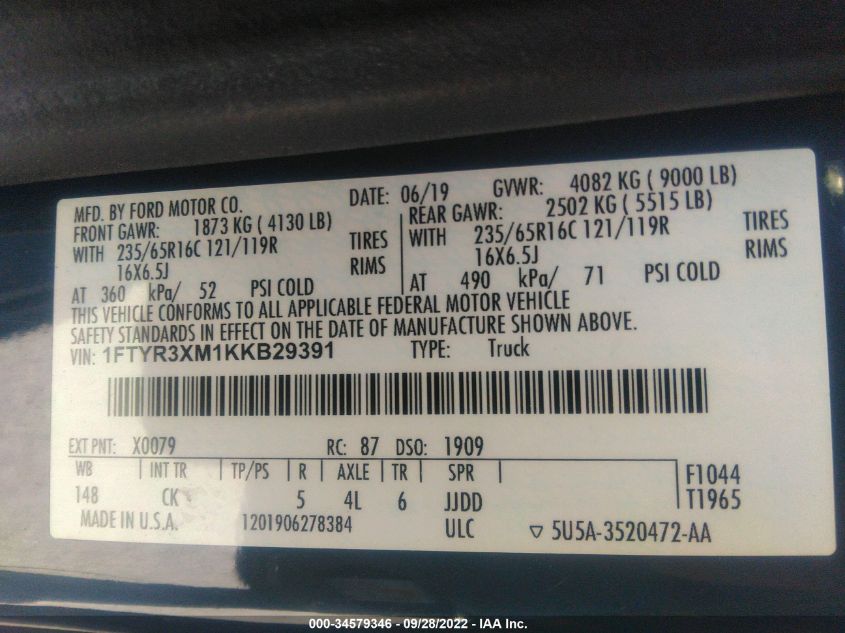 MFD. BY FORD MOTOR CO.
DATE: 06/19 GVWR: 4082 KG ( 9000 LB)
FRONT GAWR: 1873 KG ( 4130 LB)
REAR GAWR: 2502 KG ( 5515 LB)
WITH 235/65R16C 121/119R TIRES
WITH 235/65R16C 121/119R TIRES
16X6.5J RIMS
16X6.5J RIMS
AT 360 kPa/ 52 PSI COLD
AT 490 kPa/ 71 PSI COLD
THIS VEHICLE CONFORMS TO ALL APPLICABLE FEDERAL MOTOR VEHICLE
SAFETY STANDARDS IN EFFECT ON THE DATE OF MANUFACTURE SHOWN ABOVE.
VIN: 1FTYR3XM1KKB29391 TYPE: Truck
EXT PNT: X0079 RC: 87 DSO: 1909
WB | INT TR | TP/PS | R | AXLE | TR | SPR | F1044
148 CK 5 4L 6 JJDD T1965
MADE IN U.S.A. 1201906278384 ULC ▽ 5U5A-3520472-AA
000-34579346 - 09/28/2022 - IAA Inc.